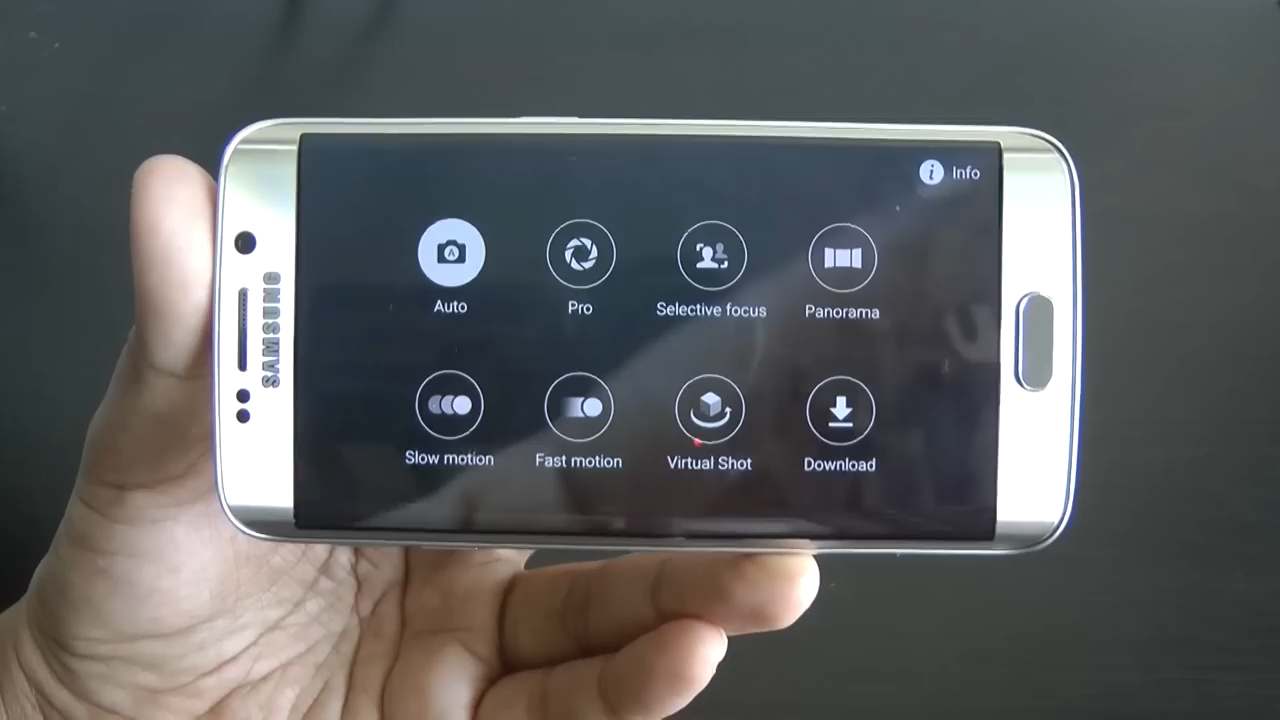 SAMSUNG
i Info
A
Auto
Pro
Selective focus
Panorama
Slow motion
Fast motion
Virtual Shot
Download